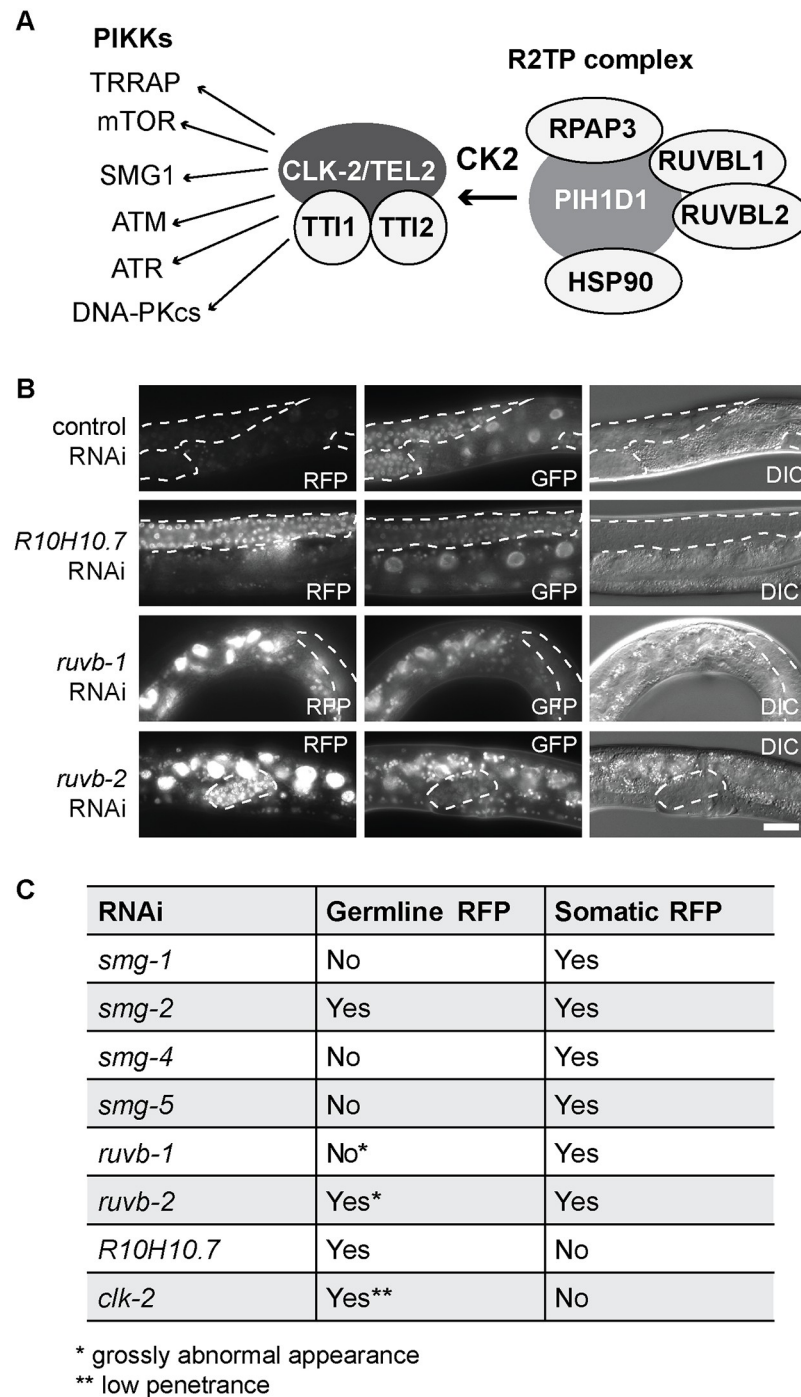 A
PIKKs
TRRAP
mTOR
SMG1
ATM
ATR
DNA-PKcs
CLK-2/TEL2
TTI1
TTI2
CK2
R2TP complex
RPAP3
RUVBL1
PIH1D1
RUVBL2
HSP90
B
control
RNAi
RFP
GFP
DIC
R10H10.7
RNAi
RFP
GFP
DIC
ruvb-1
RNAi
RFP
GFP
DIC
ruvb-2
RNAi
RFP
GFP
DIC
C
RNAi Germline RFP Somatic RFP
smg-1 No Yes
smg-2 Yes Yes
smg-4 No Yes
smg-5 No Yes
ruvb-1 No* Yes
ruvb-2 Yes* Yes
R10H10.7 Yes No
clk-2 Yes** No
* grossly abnormal appearance
** low penetrance